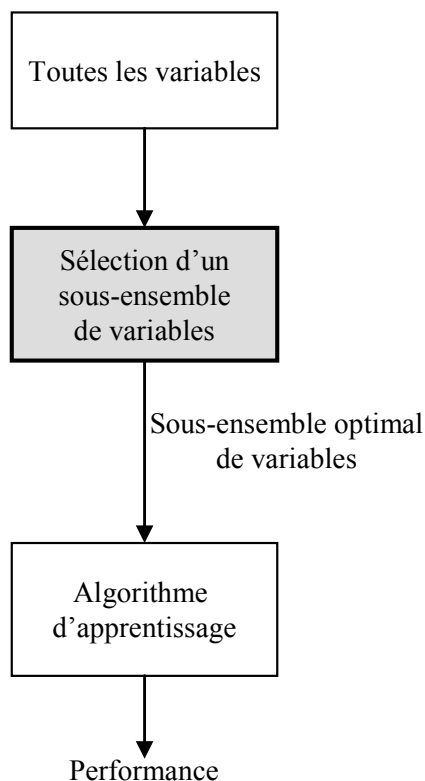 Toutes les variables
Sélection d’un
sous-ensemble
de variables
Sous-ensemble optimal
de variables
Algorithme
d’apprentissage
Performance